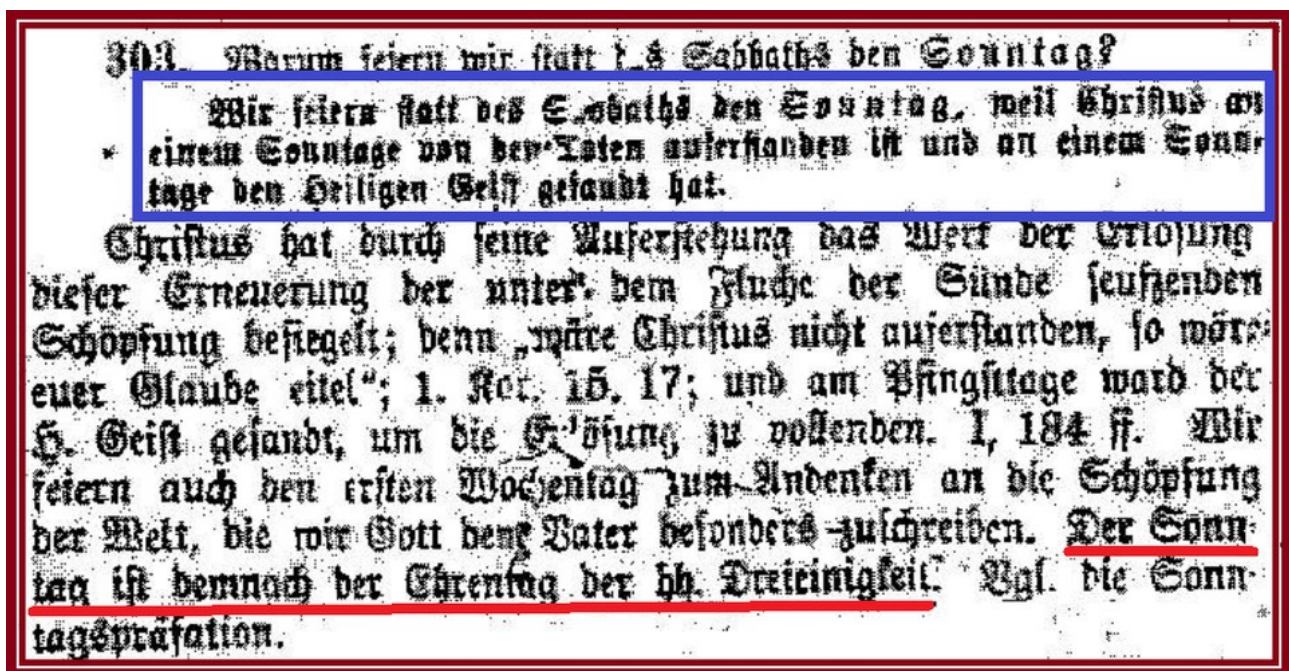 303. Warum feiern wir statt des Sabbaths den Sonntag?
Wir feiern statt des Sabbaths den Sonntag, weil Christus an
einem Sonntage von den Toten auferstanden ist und an einem Sonn-
tage den Heiligen Geist gesandt hat.
Christus hat durch seine Auferstehung das Werk der Erlösung
dieser Erneuerung der unter dem Fluche der Sünde seufzenden
Schöpfung besiegelt; denn „wäre Christus nicht auferstanden, so wäre
euer Glaube eitel“; 1. Kor. 15. 17; und am Pfingsttage ward der
H. Geist gesandt, um die Erlösung zu vollenden. I, 184 ff. Wir
feiern auch den ersten Wochentag zum Andenken an die Schöpfung
der Welt, die wir Gott dem Vater besonders zuschreiben. Der Sonn-
tag ist demnach der Ehrentag der hh. Dreieinigkeit. Vgl. die Sonn-
tagspräfation.